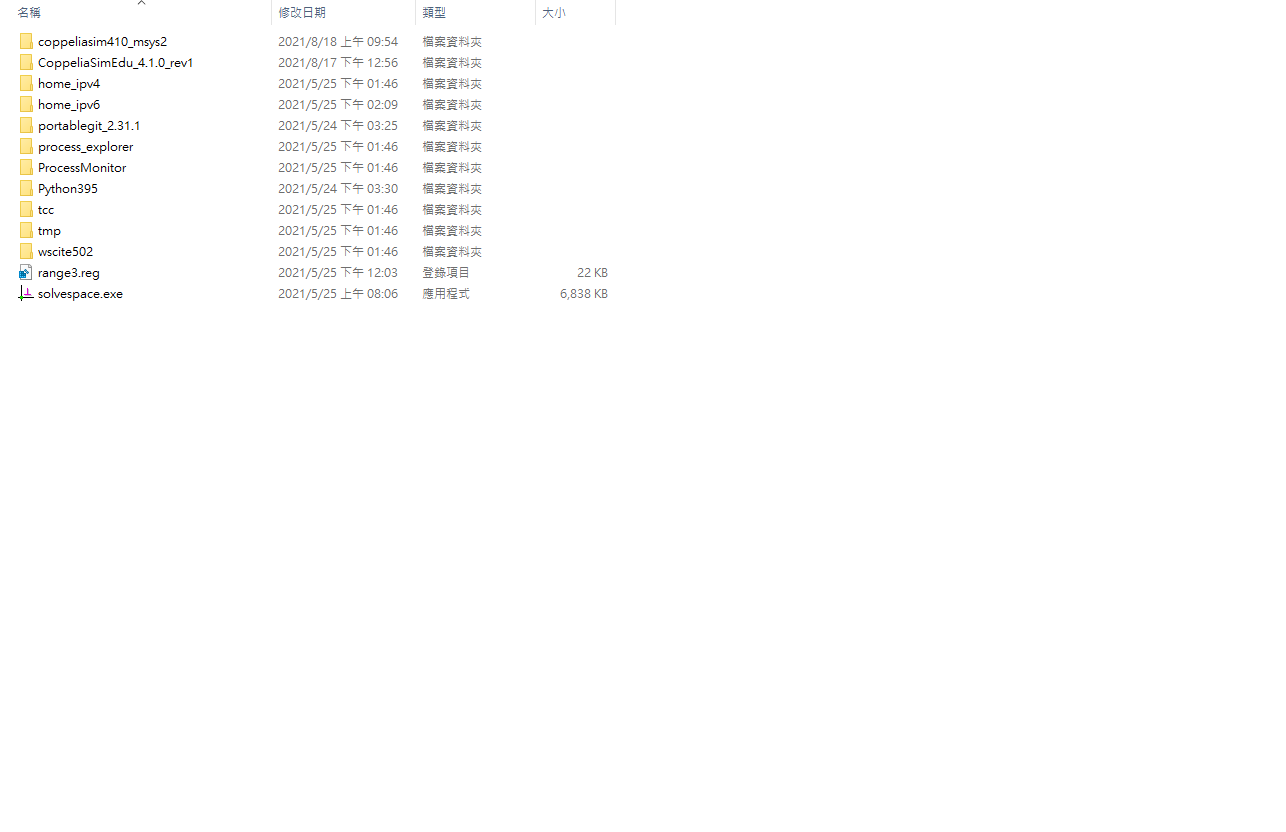 名稱 修改日期 類型 大小
coppeliasim410_msys2 2021/8/18 上午 09:54 檔案資料夾
CoppeliaSimEdu_4.1.0_rev1 2021/8/17 下午 12:56 檔案資料夾
home_ipv4 2021/5/25 下午 01:46 檔案資料夾
home_ipv6 2021/5/25 下午 02:09 檔案資料夾
portablegit_2.31.1 2021/5/24 下午 03:25 檔案資料夾
process_explorer 2021/5/25 下午 01:46 檔案資料夾
ProcessMonitor 2021/5/25 下午 01:46 檔案資料夾
Python395 2021/5/24 下午 03:30 檔案資料夾
tcc 2021/5/25 下午 01:46 檔案資料夾
tmp 2021/5/25 下午 01:46 檔案資料夾
wscite502 2021/5/25 下午 01:46 檔案資料夾
range3.reg 2021/5/25 下午 12:03 登錄項目 22 KB
solvespace.exe 2021/5/25 上午 08:06 應用程式 6,838 KB